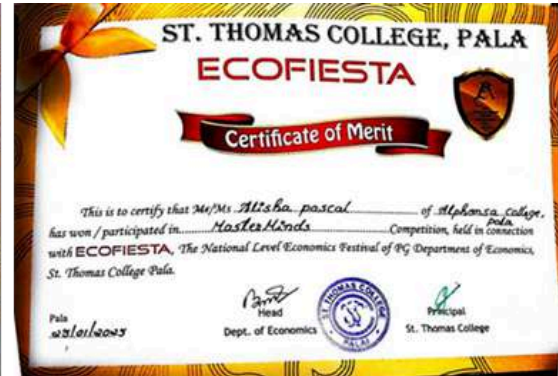 ST. THOMAS COLLEGE, PALA
ECOFIESTA
Certificate of Merit
This is to certify that Mr/Ms Alisha pascal of Alphonsa College, pala
has won / participated in MasterMinds Competition, held in connection
with ECOFIESTA, The National Level Economics Festival of PG Department of Economics,
St. Thomas College Pala.
Head
Dept. of Economics
ST. THOMAS COLLEGE
PALAI
Principal
St. Thomas College
Pala